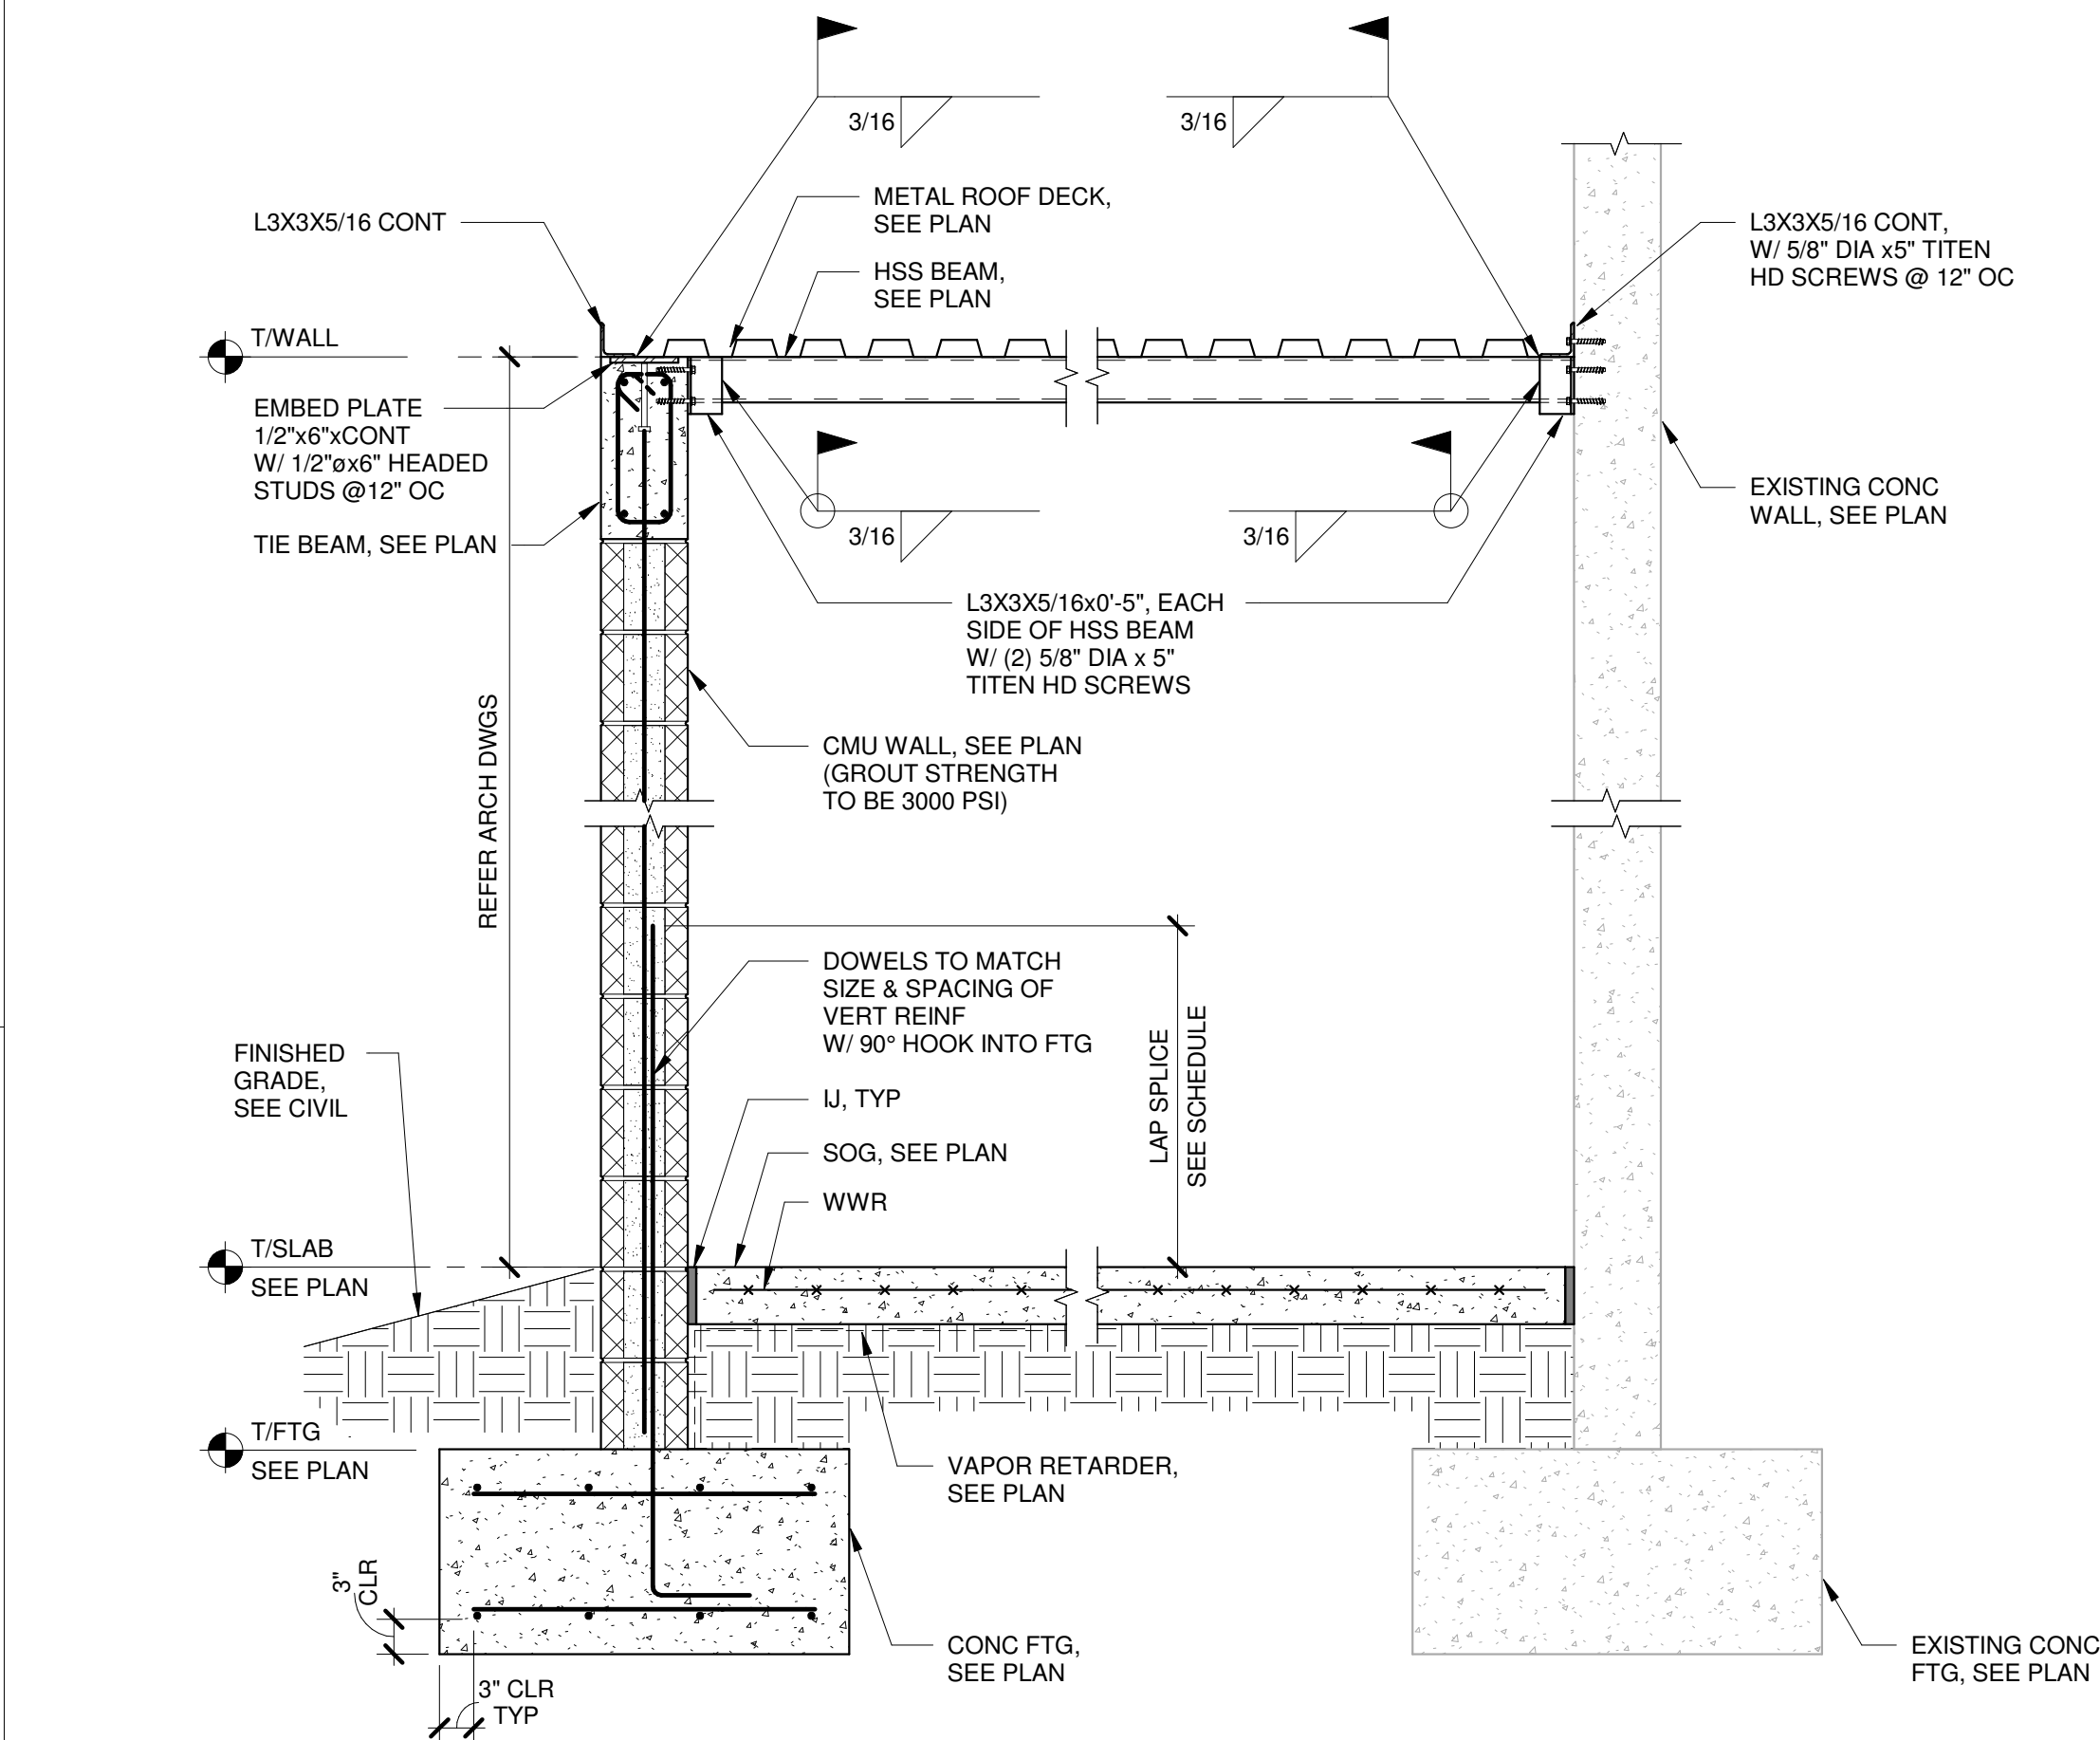 3/16
3/16
METAL ROOF DECK,
SEE PLAN
L3X3X5/16 CONT
L3X3X5/16 CONT,
W/ 5/8" DIA x5" TITEN
HD SCREWS @ 12" OC
HSS BEAM,
SEE PLAN
T/WALL
EMBED PLATE
1/2"x6"xCONT
W/ 1/2"øx6" HEADED
STUDS @12" OC
TIE BEAM, SEE PLAN
3/16
3/16
EXISTING CONC
WALL, SEE PLAN
L3X3X5/16x0'-5", EACH
SIDE OF HSS BEAM
W/ (2) 5/8" DIA x 5"
TITEN HD SCREWS
REFER ARCH DWGS
CMU WALL, SEE PLAN
(GROUT STRENGTH
TO BE 3000 PSI)
DOWELS TO MATCH
SIZE & SPACING OF
VERT REINF
W/ 90° HOOK INTO FTG
LAP SPLICE
SEE SCHEDULE
FINISHED
GRADE,
SEE CIVIL
IJ, TYP
SOG, SEE PLAN
WWR
T/SLAB
SEE PLAN
T/FTG
SEE PLAN
VAPOR RETARDER,
SEE PLAN
3"
CLR
3" CLR
TYP
CONC FTG,
SEE PLAN
EXISTING CONC
FTG, SEE PLAN